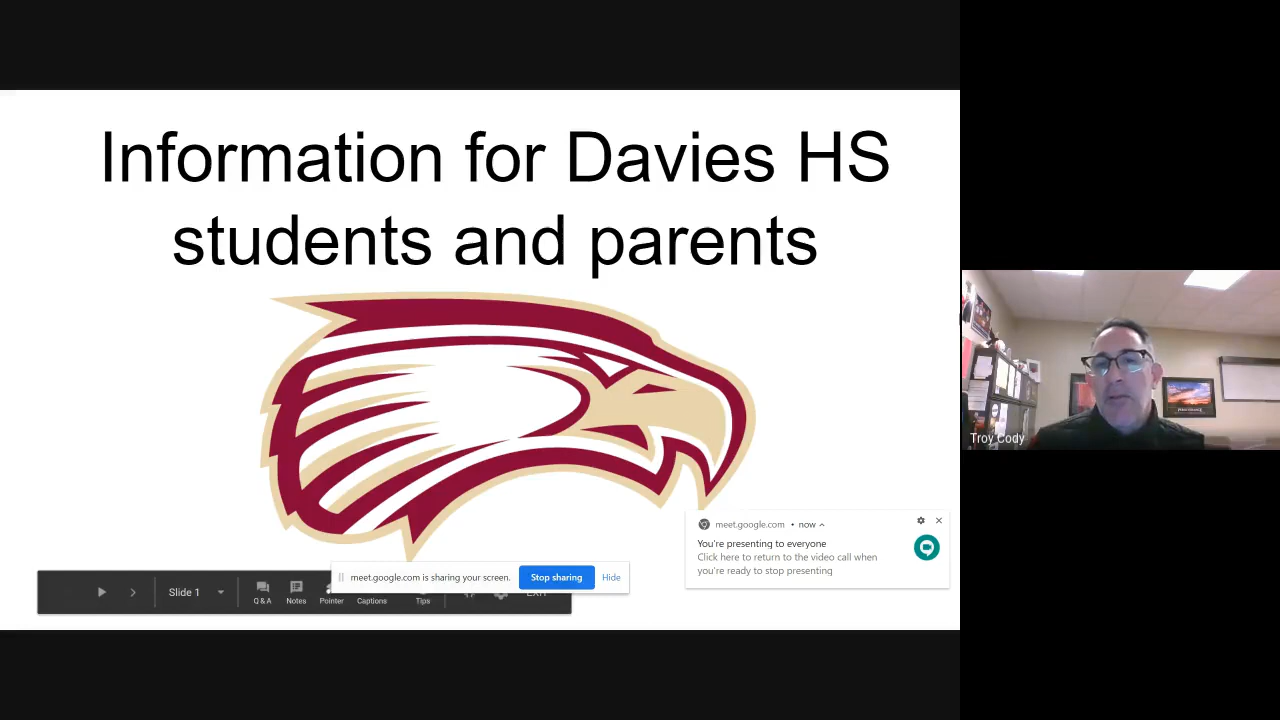 Information for Davies HS
students and parents
meet.google.com • now
You're presenting to everyone
Click here to return to the video call when
you're ready to stop presenting
meet.google.com is sharing your screen.
Stop sharing
Hide
Slide 1
Q & A
Notes
Pointer
Captions
Tips
EXIT
Troy Cody